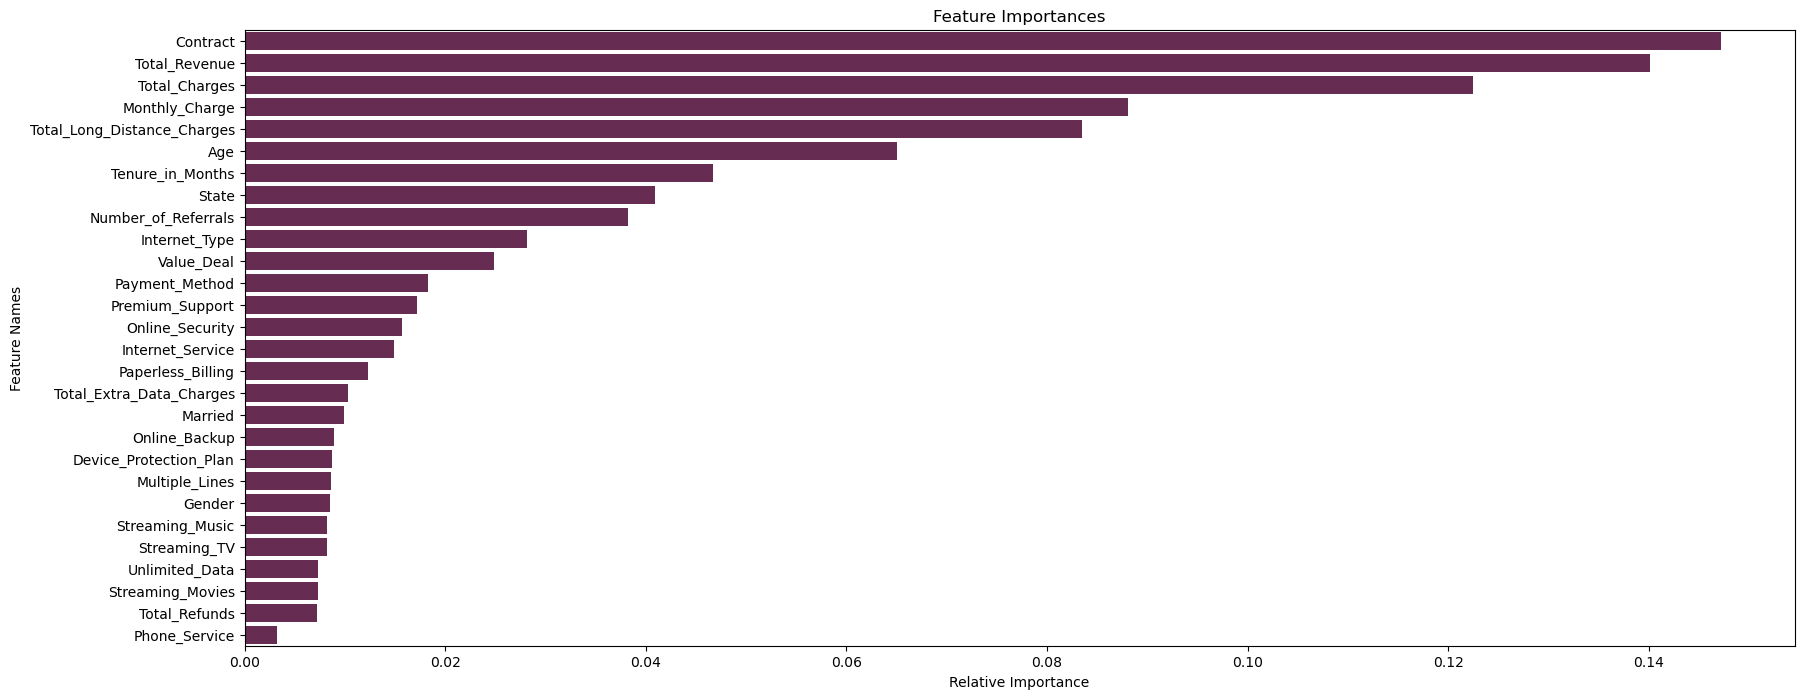 Feature Importances
Feature Names
Contract
Total_Revenue
Total_Charges
Monthly_Charge
Total_Long_Distance_Charges
Age
Tenure_in_Months
State
Number_of_Referrals
Internet_Type
Value_Deal
Payment_Method
Premium_Support
Online_Security
Internet_Service
Paperless_Billing
Total_Extra_Data_Charges
Married
Online_Backup
Device_Protection_Plan
Multiple_Lines
Gender
Streaming_Music
Streaming_TV
Unlimited_Data
Streaming_Movies
Total_Refunds
Phone_Service
0.00 0.02 0.04 0.06 0.08 0.10 0.12 0.14
Relative Importance